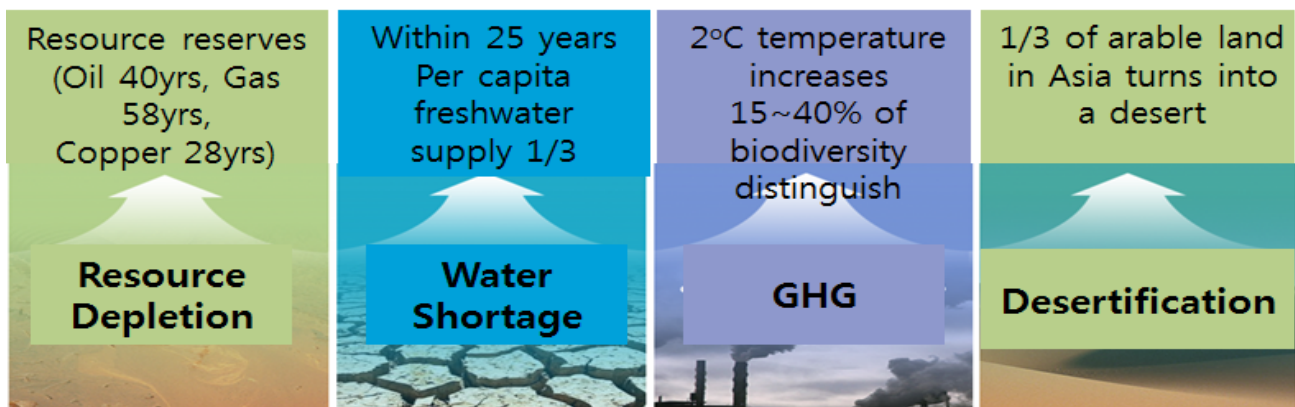 Resource reserves
(Oil 40yrs, Gas
58yrs,
Copper 28yrs)
Resource
Depletion
Within 25 years
Per capita
freshwater
supply 1/3
Water
Shortage
2°C temperature
increases
15~40% of
biodiversity
distinguish
GHG
1/3 of arable land
in Asia turns into
a desert
Desertification